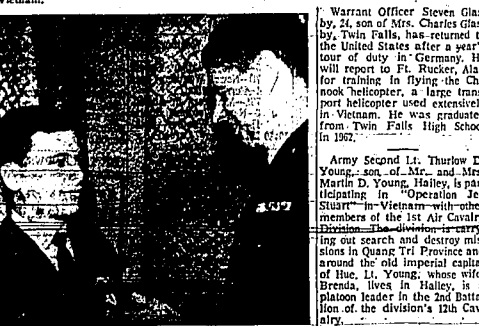 Vietnam.
Warrant Officer Steven Glas
by, 24, son of Mrs. Charles Glas
by, Twin Falls, has returned t
the United States after a year'
tour of duty in Germany. H
will report to Ft. Rucker, Ala
for training in flying the Ch
nook helicopter, a large trans
port helicopter used extensivel
in Vietnam. He was graduate
from Twin Falls High Schoo
in 1962.
Army Second Lt. Thurlow D
Young, son of Mr. and Mrs
Martin D. Young, Hailey, is par
ticipating in "Operation Je
Stuart" in Vietnam with othe
members of the 1st Air Cavalr
Division. The division is carry
ing out search and destroy mis
sions in Quang Tri Province an
around the old imperial capita
of Hue. Lt. Young, whose wife
Brenda, lives in Hailey, is
platoon leader in the 2nd Batta
lion of the division's 12th Cav
alry.